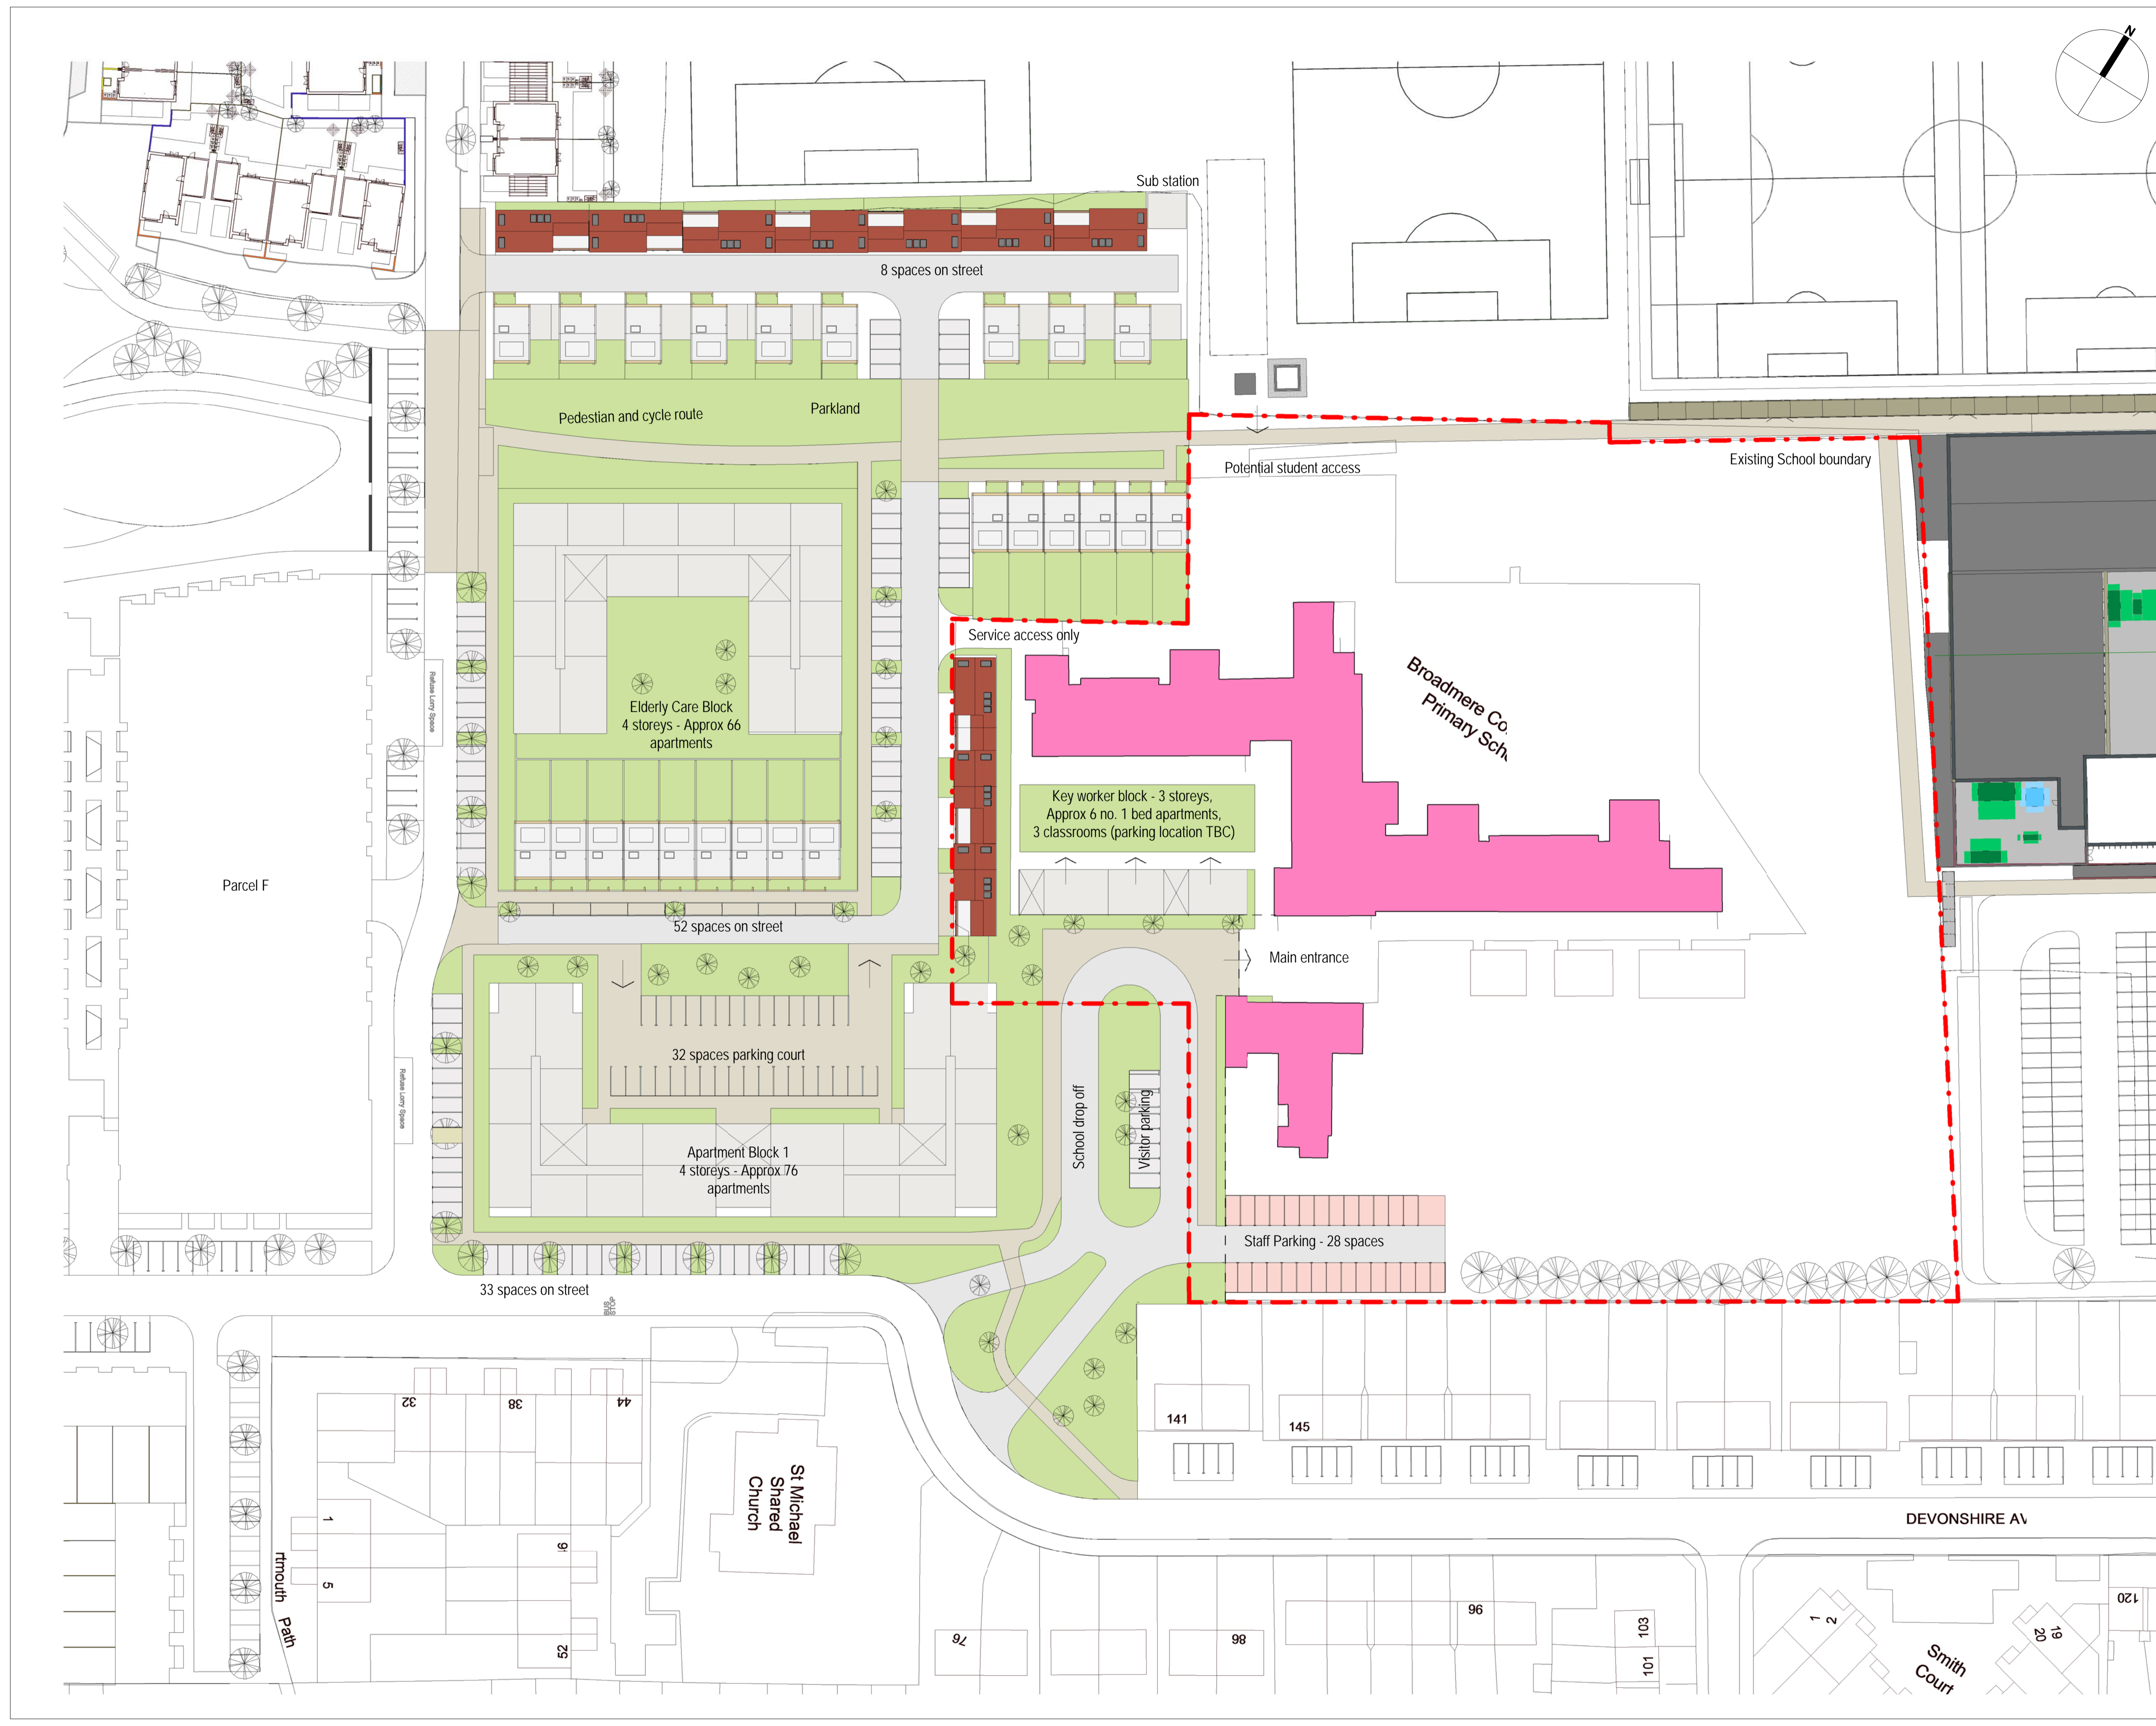 N
Sub station
8 spaces on street
Pedestian and cycle route
Parkland
Potential student access
Existing School boundary
Service access only
Broadmere Co
Primary Sch
Refuse Lorry Space
Elderly Care Block
4 storeys - Approx 66
apartments
Key worker block - 3 storeys,
Approx 6 no. 1 bed apartments,
3 classrooms (parking location TBC)
Parcel F
52 spaces on street
Main entrance
32 spaces parking court
Refuse Lorry Space
School drop off
Visitor parking
Apartment Block 1
4 storeys - Approx 76
apartments
Staff Parking - 28 spaces
33 spaces on street
BUS
STOP
32
38
44
141
145
St Michael
Shared
Church
DEVONSHIRE AV
1
5
6
52
rtmouth Path
76
86
96
103
101
1
2
Smith
Court
19
20
120